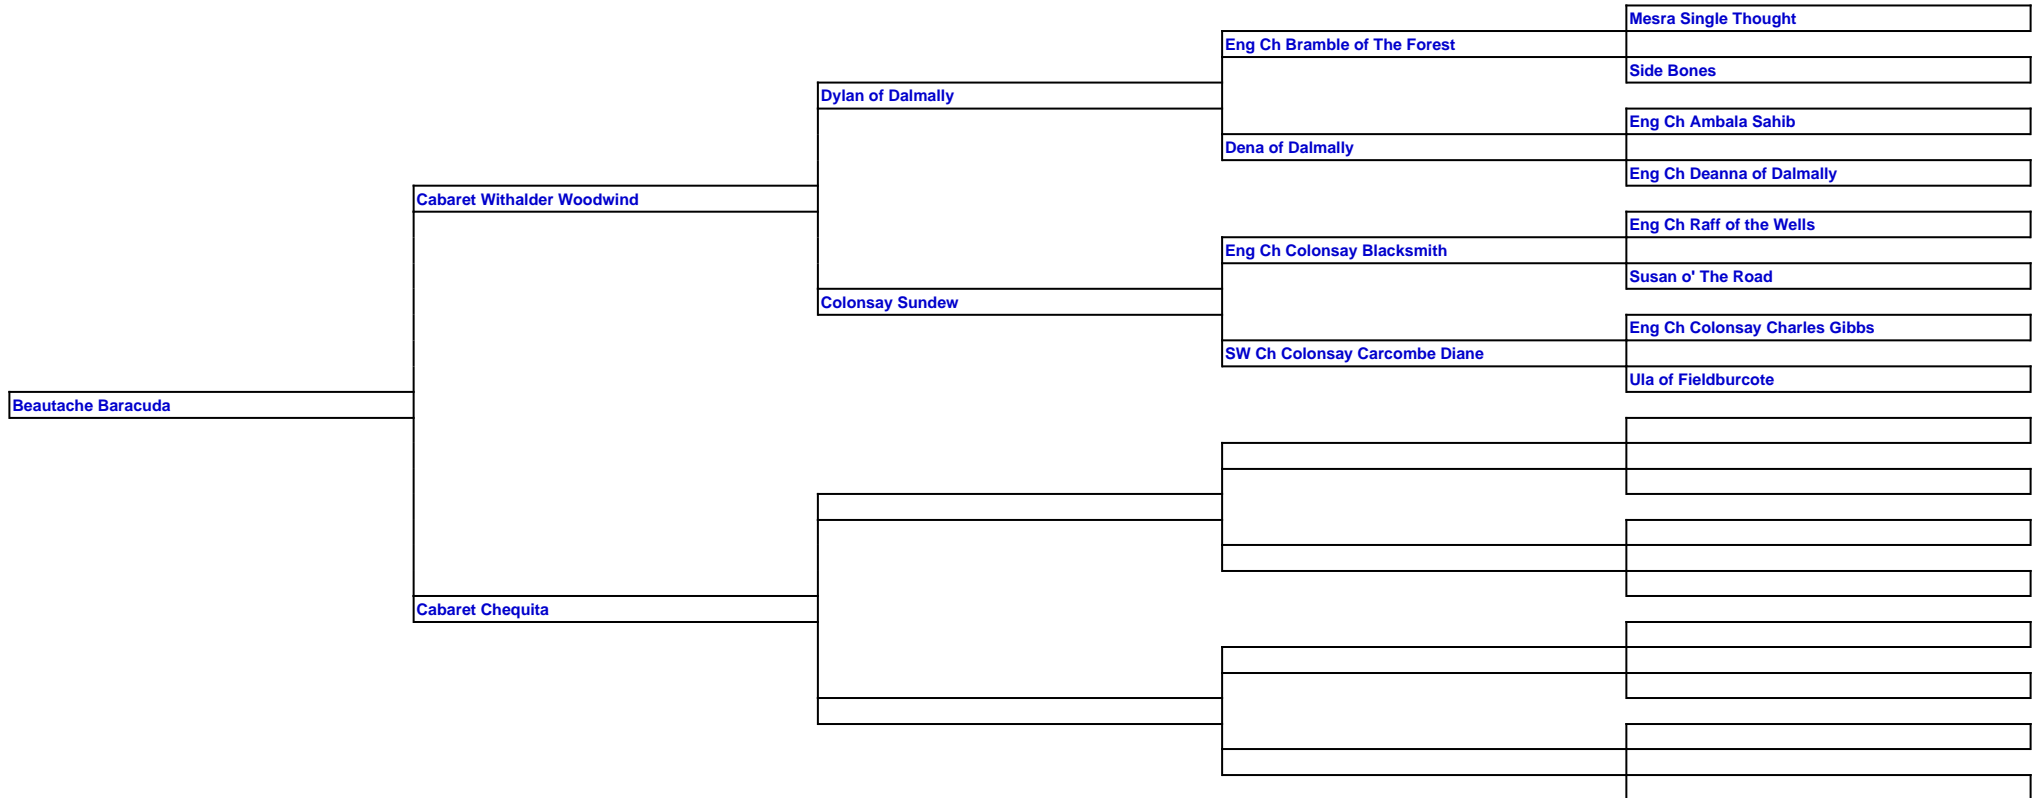 Mesra Single Thought
Eng Ch Bramble of The Forest
Side Bones
Dylan of Dalmally
Eng Ch Ambala Sahib
Dena of Dalmally
Eng Ch Deanna of Dalmally
Cabaret Withalder Woodwind
Eng Ch Raff of the Wells
Eng Ch Colonsay Blacksmith
Susan o' The Road
Colonsay Sundew
Eng Ch Colonsay Charles Gibbs
SW Ch Colonsay Carcombe Diane
Ula of Fieldburcote
Beautache Baracuda
Cabaret Chequita